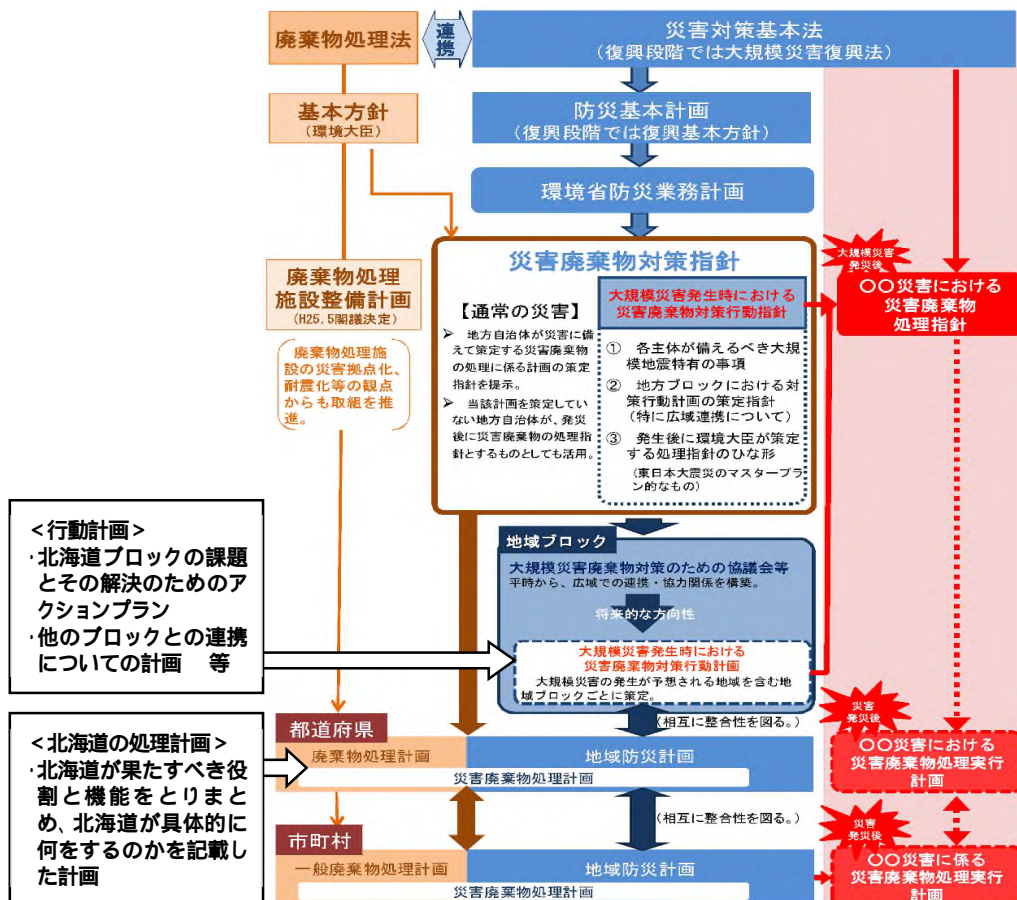 廃棄物処理法
連携
災害対策基本法
(復興段階では大規模災害復興法)
基本方針
(環境大臣)
防災基本計画
(復興段階では復興基本方針)
環境省防災業務計画
災害廃棄物対策指針
【通常の災害】
➢ 地方自治体が災害に備
えて策定する災害廃棄物
の処理に係る計画の策定
指針を提示。
➢ 当該計画を策定してい
ない地方自治体が、発災
後に災害廃棄物の処理指
針とするものとしても活用。
大規模災害発生時における
災害廃棄物対策行動指針
① 各主体が備えるべき大規
模地震特有の事項
② 地方ブロックにおける対
策行動計画の策定指針
(特に広域連携について)
③ 発生後に環境大臣が策定
する処理指針のひな形
(東日本大震災のマスタープラ
ン的なもの)
大規模災害
発災後
〇〇災害における
災害廃棄物
処理指針
廃棄物処理
施設整備計画
(H25.5閣議決定)
廃棄物処理施
設の災害拠点化、
耐震化等の観点
からも取組を推
進。
<行動計画>
・北海道ブロックの課題
とその解決のためのア
クションプラン
・他のブロックとの連携
についての計画 等
地域ブロック
大規模災害廃棄物対策のための協議会等
平時から、広域での連携・協力関係を構築。
将来的な方向性
大規模災害発生時における
災害廃棄物対策行動計画
大規模災害の発生が予想される地域を含む地
域ブロックごとに策定。
(相互に整合性を図る。)
<北海道の処理計画>
・北海道が果たすべき役
割と機能をとりまと
め、北海道が具体的に
何をするのかを記載し
た計画
都道府県
廃棄物処理計画
地域防災計画
災害廃棄物処理計画
災害
発災後
〇〇災害における
災害廃棄物処理実行
計画
(相互に整合性を図る。)
市町村
一般廃棄物処理計画
地域防災計画
災害廃棄物処理計画
災害
発災後
〇〇災害に係る
災害廃棄物処理実行
計画